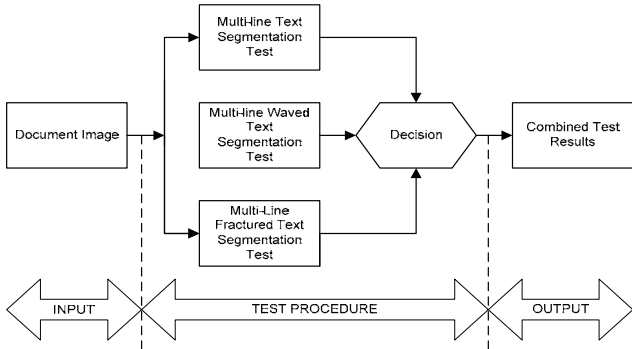 Multi-line Text
Segmentation
Test
Document Image
Multi-line Waved
Text
Segmentation
Test
Decision
Combined Test
Results
Multi-Line
Fractured Text
Segmentation
Test
INPUT
TEST PROCEDURE
OUTPUT